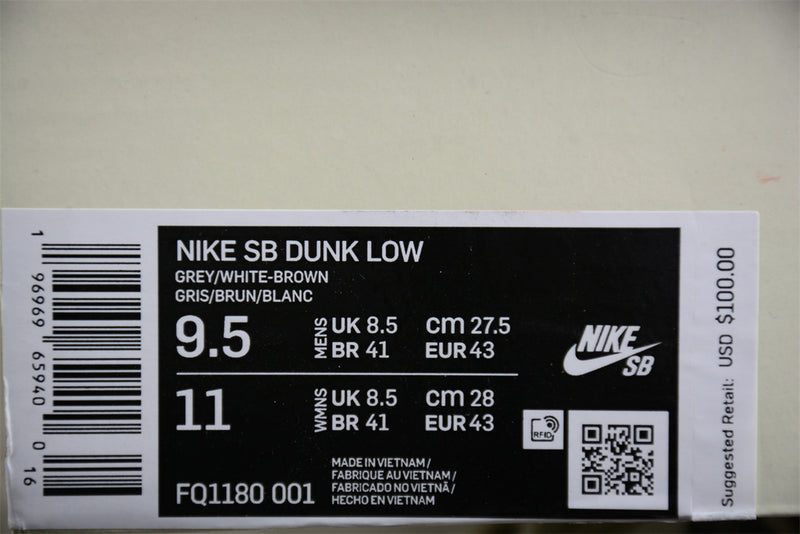 NIKE SB DUNK LOW
GREY/WHITE-BROWN
GRIS/BRUN/BLANC
9.5 MENS UK 8.5 cm 27.5
BR 41 EUR 43
11 WMNS UK 8.5 cm 28
BR 41 EUR 43
FQ1180 001
MADE IN VIETNAM /
FABRIQUE AU VIETNAM /
FABRICADO NO VIETNÃ /
HECHO EN VIETNAM
NIKE
SB
RFID
1 96969 65940 0 16
Suggested Retail: USD $100.00